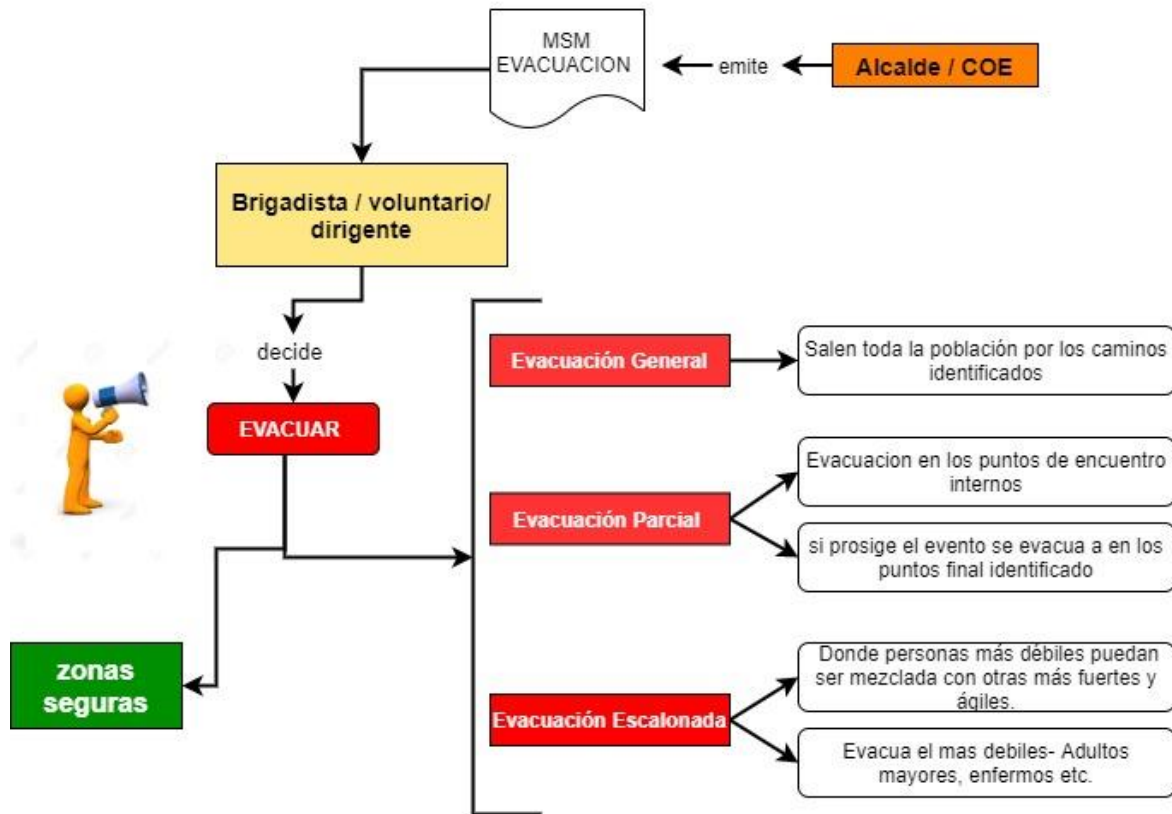 MSM
EVACUACION
emite
Alcalde / COE
Brigadista / voluntario/
dirigente
decide
EVACUAR
zonas
seguras
Evacuación General
Salen toda la población por los caminos
identificados
Evacuación Parcial
Evacuacion en los puntos de encuentro
internos
si prosige el evento se evacua a en los
puntos final identificado
Evacuación Escalonada
Donde personas más débiles puedan
ser mezclada con otras más fuertes y
ágiles.
Evacua el mas debiles- Adultos
mayores, enfermos etc.